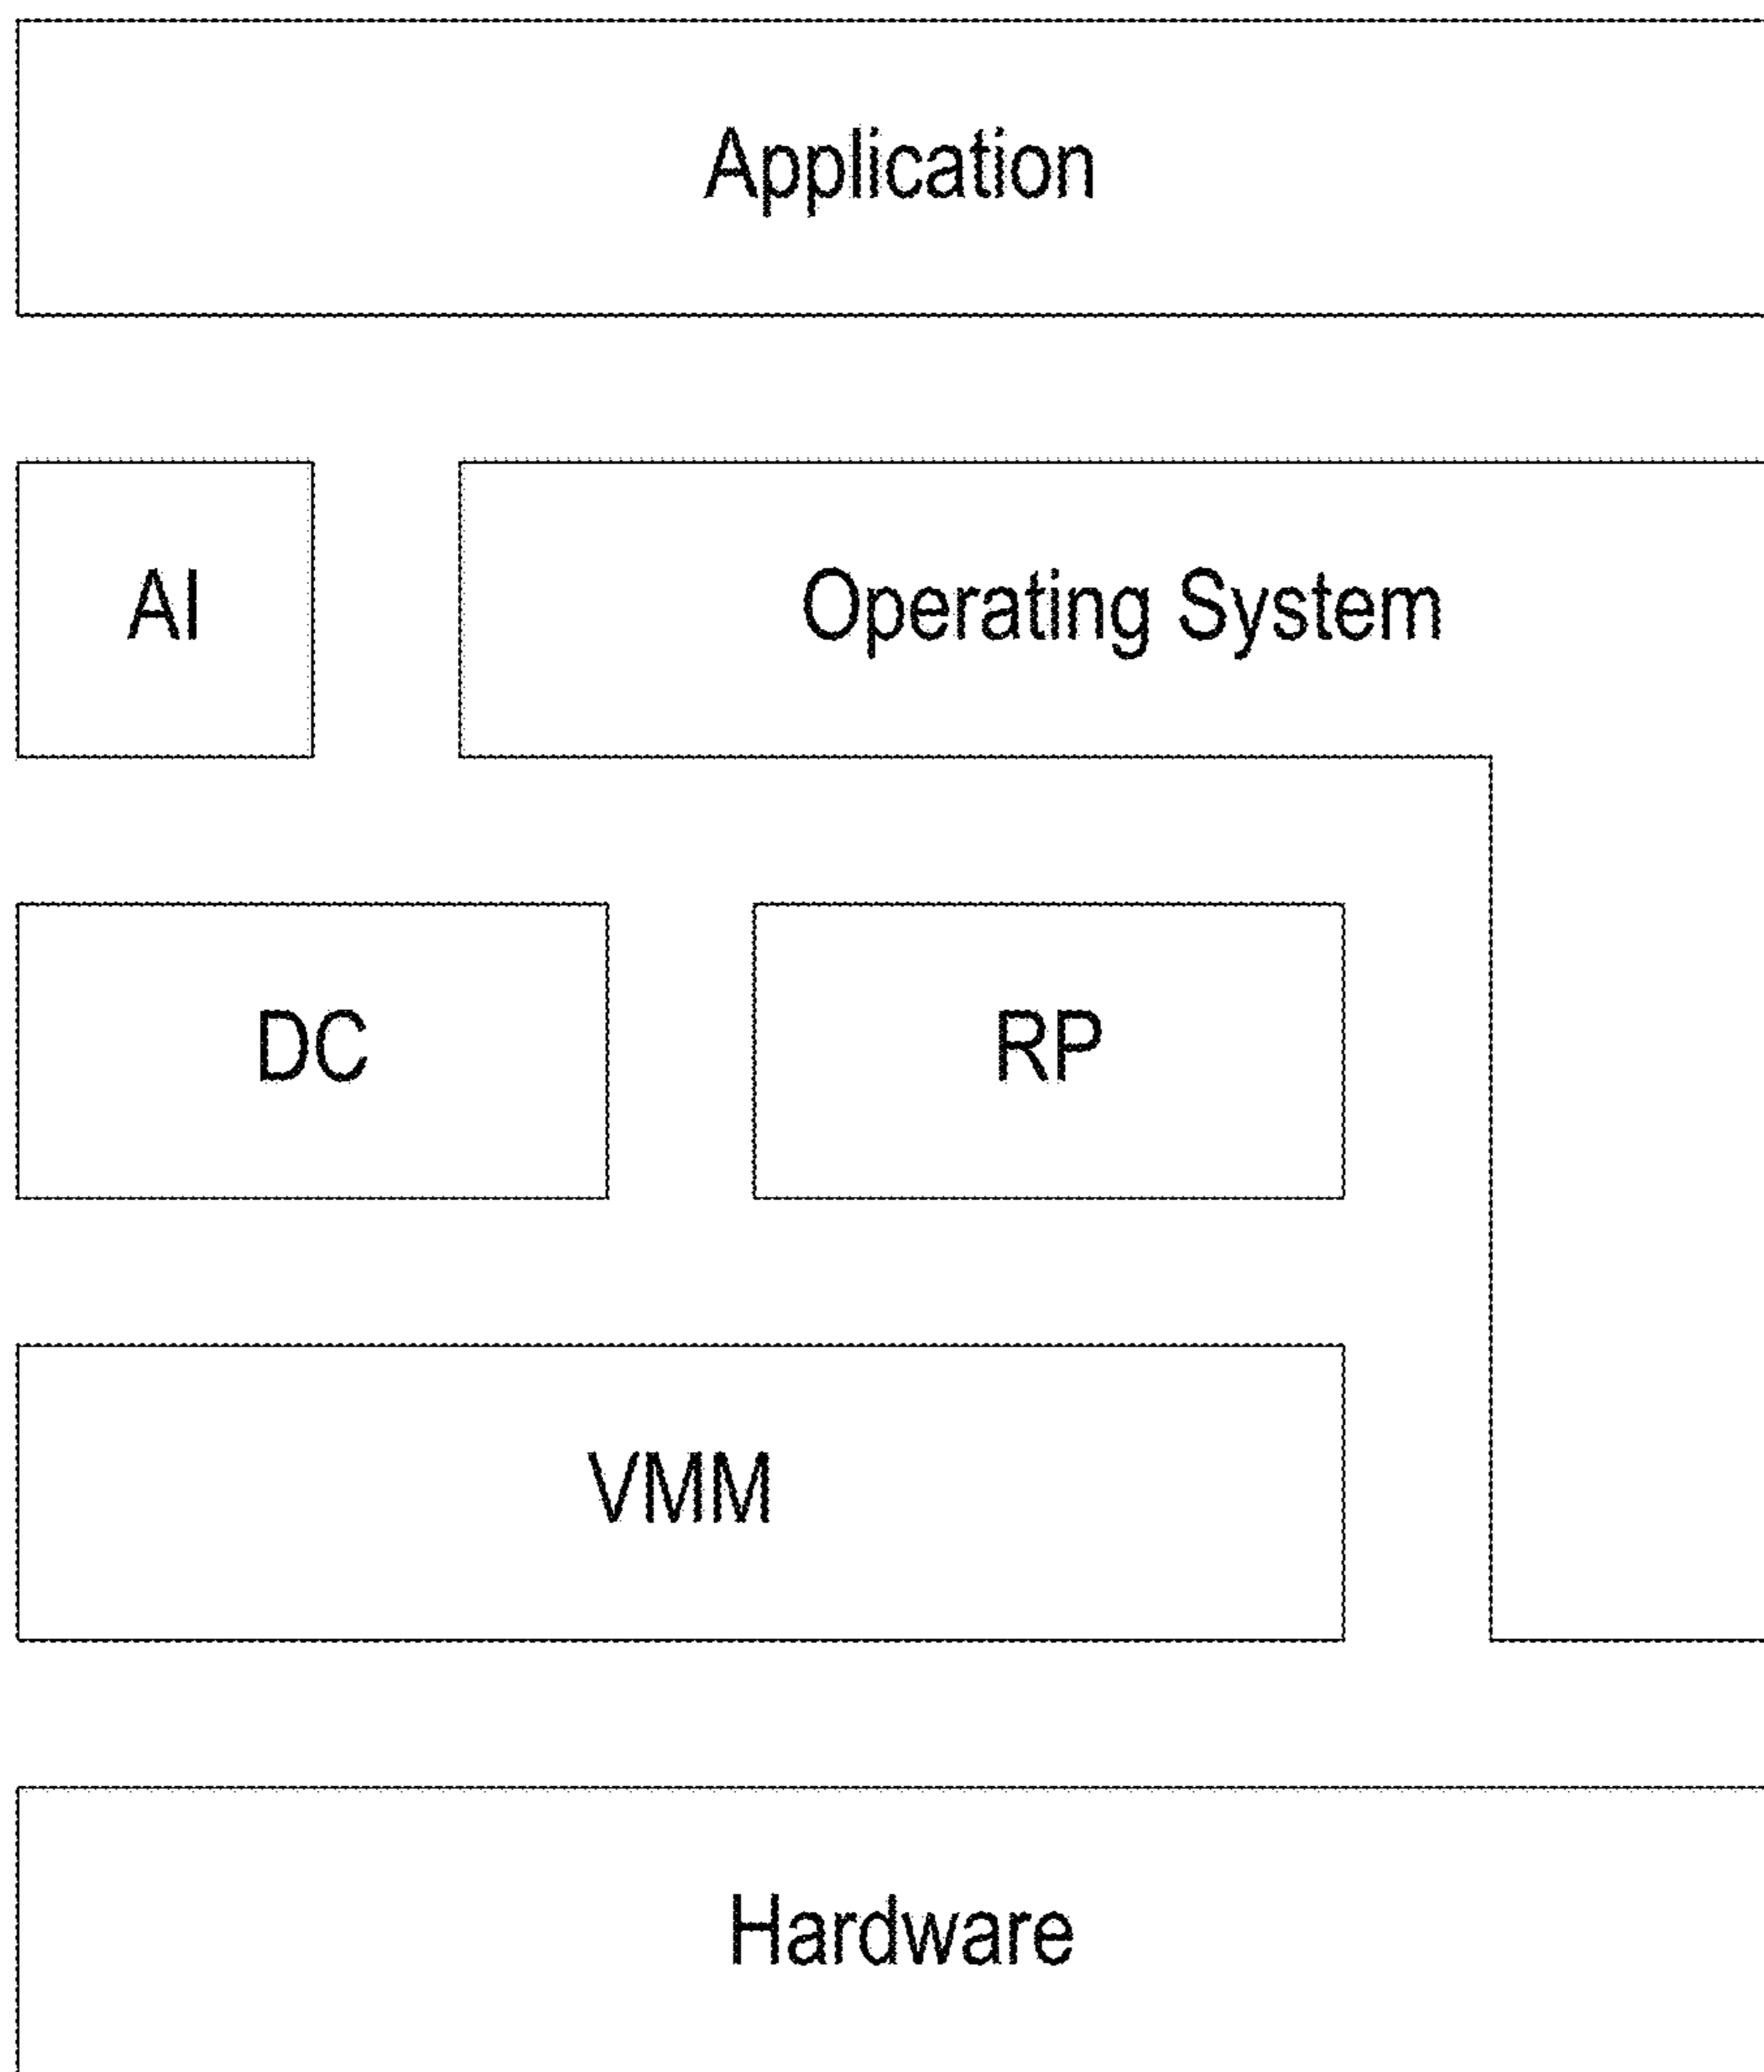 Application
AI
Operating System
DC
RP
VMM
Hardware